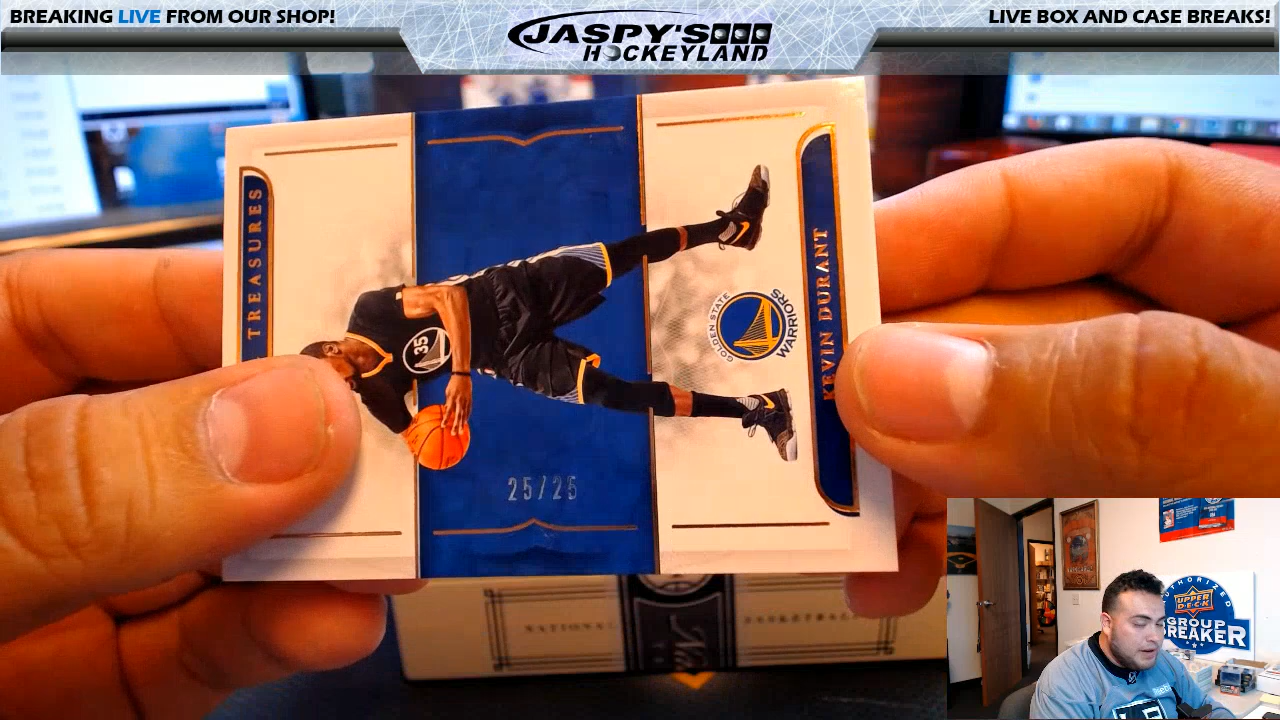 BREAKING LIVE FROM OUR SHOP!
JASPY'S
HOCKEYLAND
LIVE BOX AND CASE BREAKS!
TREASURES
35
GOLDEN STATE
WARRIORS
KEVIN DURANT
25/25
NATIONAL
BASKETBALL
AUTHORIZED
UPPER DECK
GROUP
BREAKER